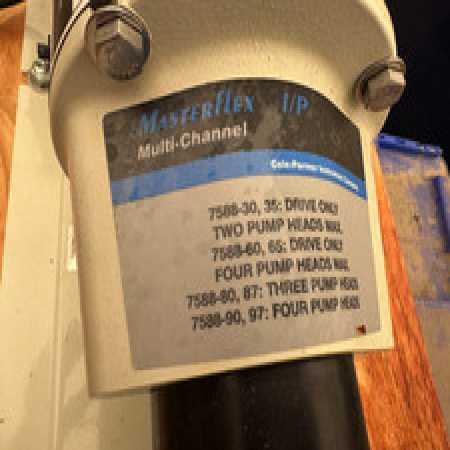 MASTERFLEX I/P
Multi-Channel
Cole-Parmer Instrument Company
7588-30, 35: DRIVE ONLY
TWO PUMP HEADS MAX.
7588-60, 65: DRIVE ONLY
FOUR PUMP HEADS MAX.
7588-80, 87: THREE PUMP HEADS
7588-90, 97: FOUR PUMP HEADS